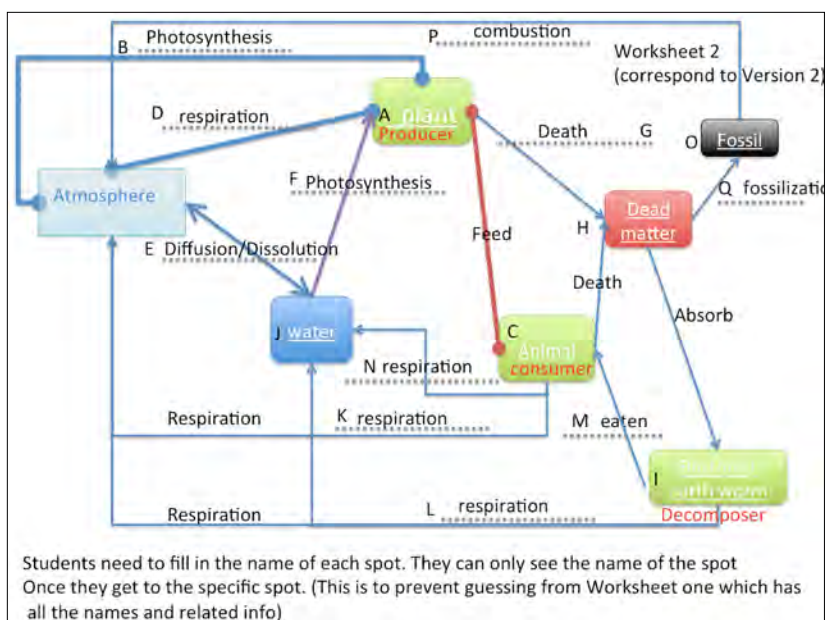 B Photosynthesis
P combustion
Worksheet 2
(correspond to Version 2)
D respiration
A plant
Producer
Death G
O Fossil
F Photosynthesis
Q fossilizatic
Atmosphere
Dead
matter
H
E Diffusion/Dissolution
Feed
Death
Absorb
J water
C
Animal
consumer
N respiration
Respiration
K respiration
M eaten
I
worm
Decomposer
Respiration
L respiration
Students need to fill in the name of each spot. They can only see the name of the spot
Once they get to the specific spot. (This is to prevent guessing from Worksheet one which has
all the names and related info)